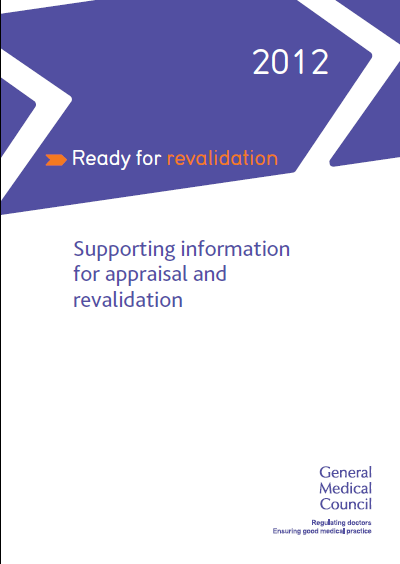 2012
Ready for revalidation
Supporting information
for appraisal and
revalidation
General
Medical
Council
Regulating doctors
Ensuring good medical practice